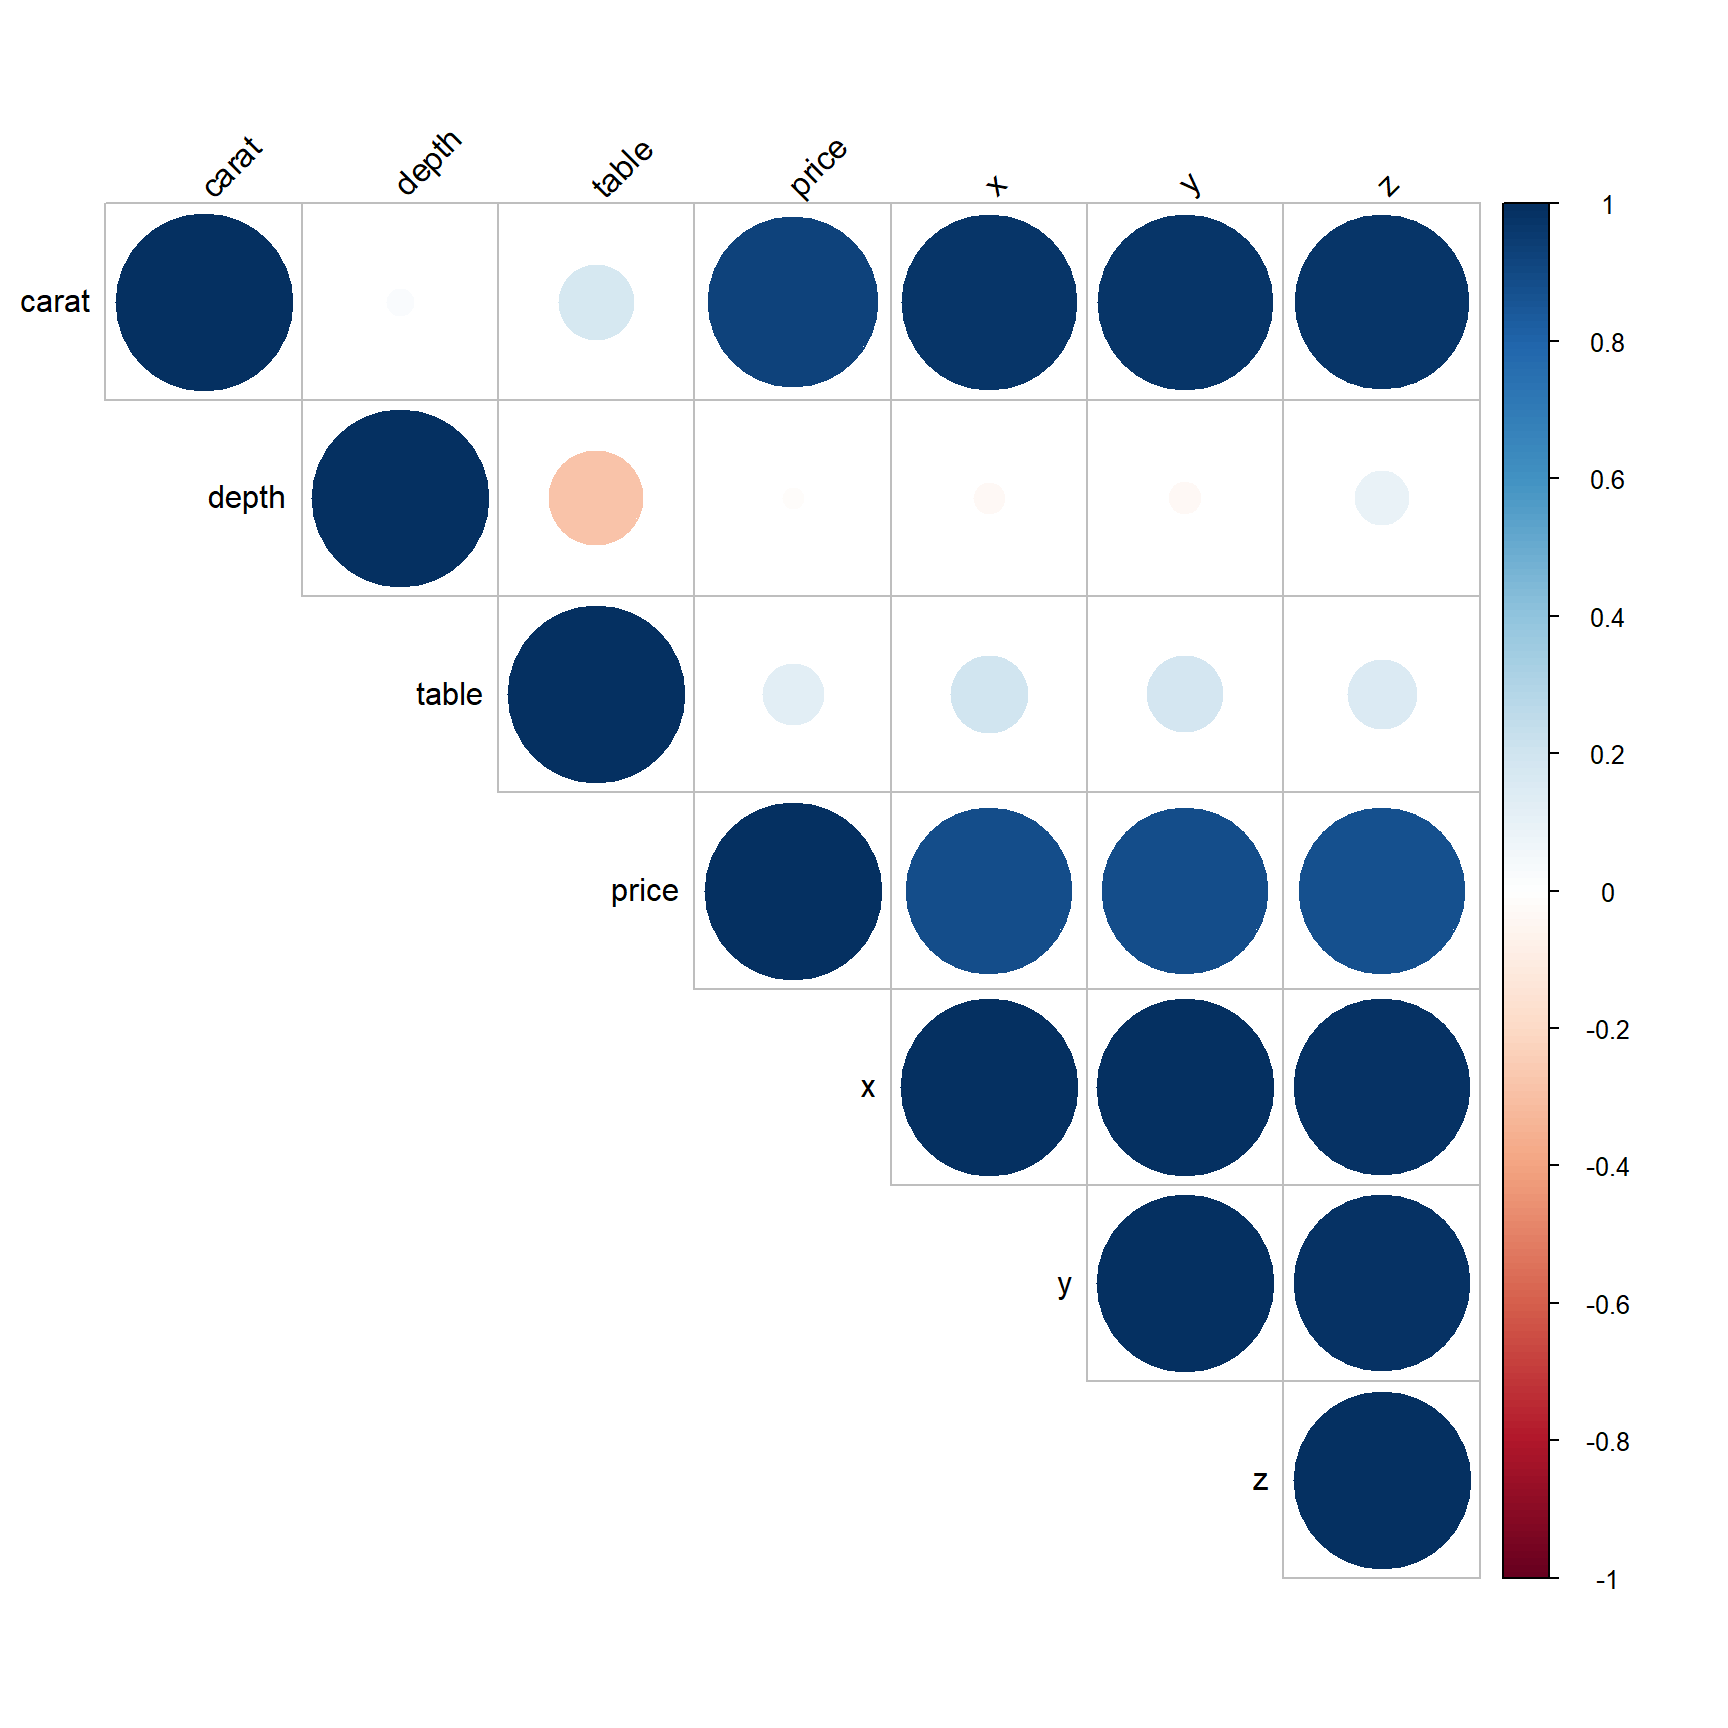 carat
depth
table
price
x
y
z
carat
depth
table
price
x
y
z
1
0.8
0.6
0.4
0.2
0
-0.2
-0.4
-0.6
-0.8
-1